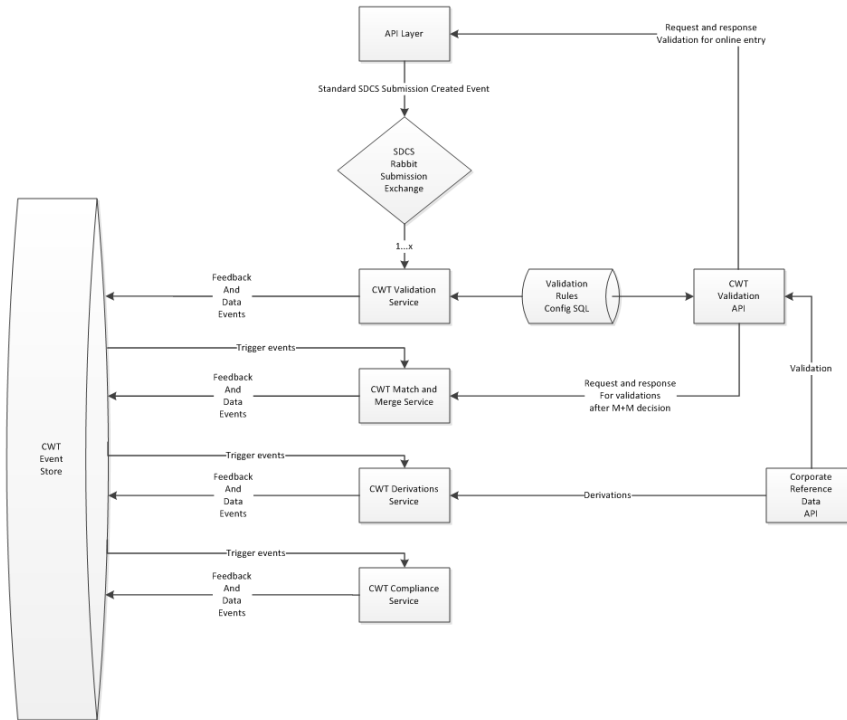 API Layer
Request and response
Validation for online entry
Standard SDCS Submission Created Event
SDCS
Rabbit
Submission
Exchange
1...x
Feedback
And
Data
Events
CWT Validation
Service
Validation
Rules
Config SQL
CWT
Validation
API
Trigger events
Feedback
And
Data
Events
CWT Match and
Merge Service
Request and response
For validations
after M+M decision
Validation
CWT
Event
Store
Trigger events
Feedback
And
Data
Events
CWT Derivations
Service
Derivations
Corporate
Reference
Data
API
Trigger events
Feedback
And
Data
Events
CWT Compliance
Service